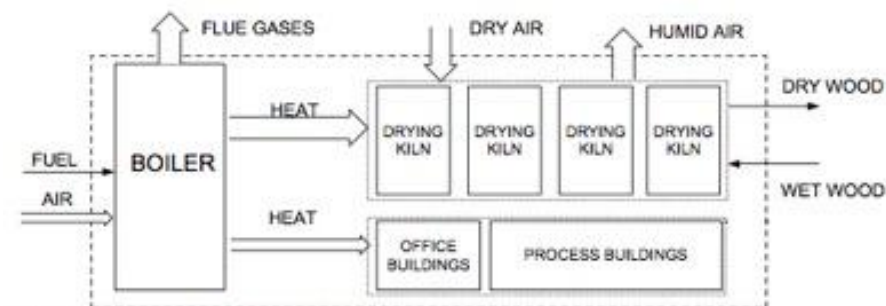 FLUE GASES
DRY AIR
HUMID AIR
DRY WOOD
HEAT
DRYING
KILN
DRYING
KILN
DRYING
KILN
DRYING
KILN
FUEL
BOILER
AIR
WET WOOD
HEAT
OFFICE
BUILDINGS
PROCESS BUILDINGS